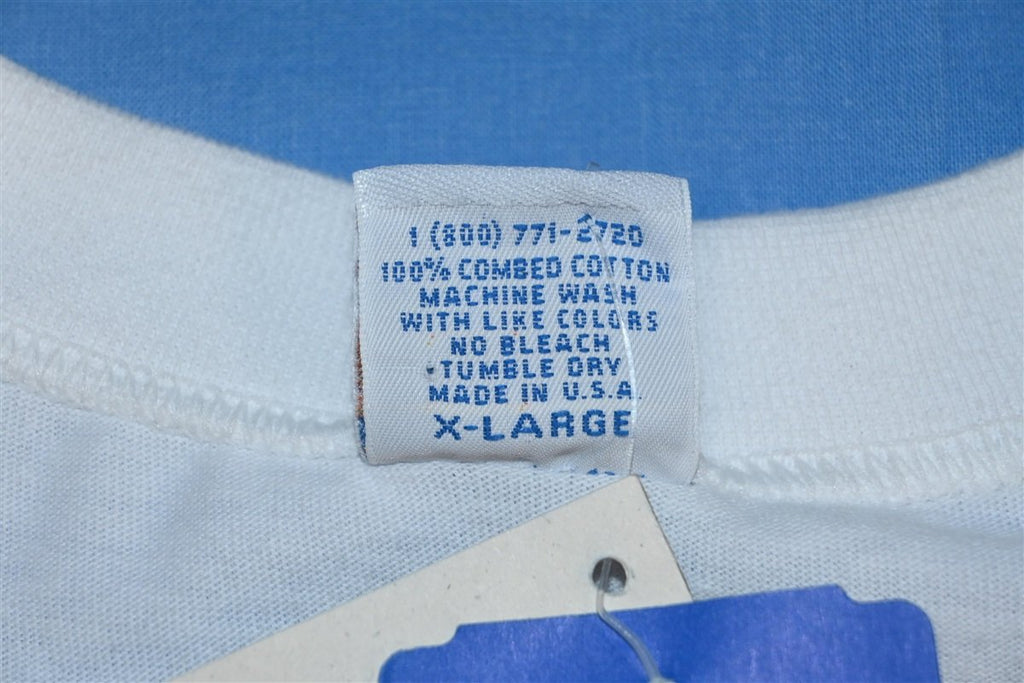 1 (800) 771-2720
100% COMBED COTTON
MACHINE WASH
WITH LIKE COLORS
NO BLEACH
TUMBLE DRY
MADE IN U.S.A.
X-LARGE